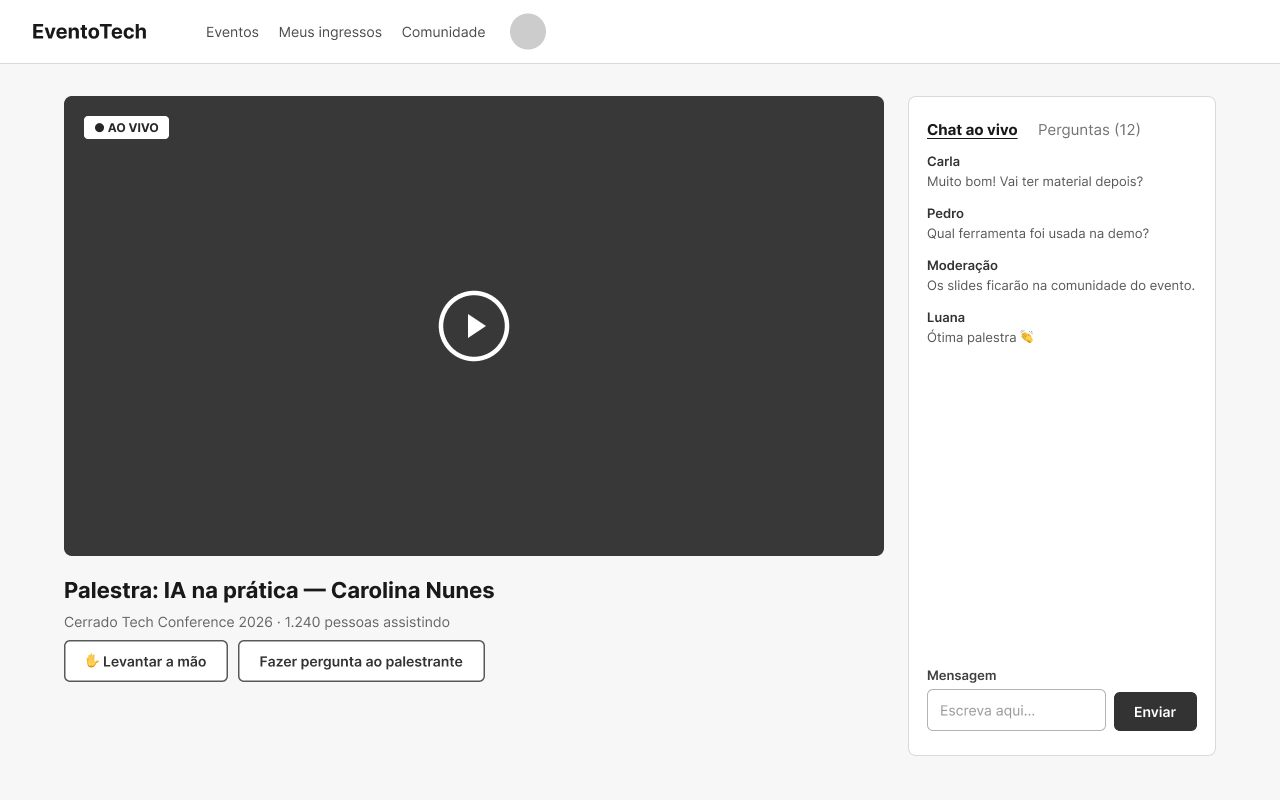 EventoTech
Eventos
Meus ingressos
Comunidade
AO VIVO
Palestra: IA na prática — Carolina Nunes
Cerrado Tech Conference 2026 · 1.240 pessoas assistindo
✋ Levantar a mão
Fazer pergunta ao palestrante
Chat ao vivo
Perguntas (12)
Carla
Muito bom! Vai ter material depois?
Pedro
Qual ferramenta foi usada na demo?
Moderação
Os slides ficarão na comunidade do evento.
Luana
Ótima palestra 👏
Mensagem
Escreva aqui...
Enviar